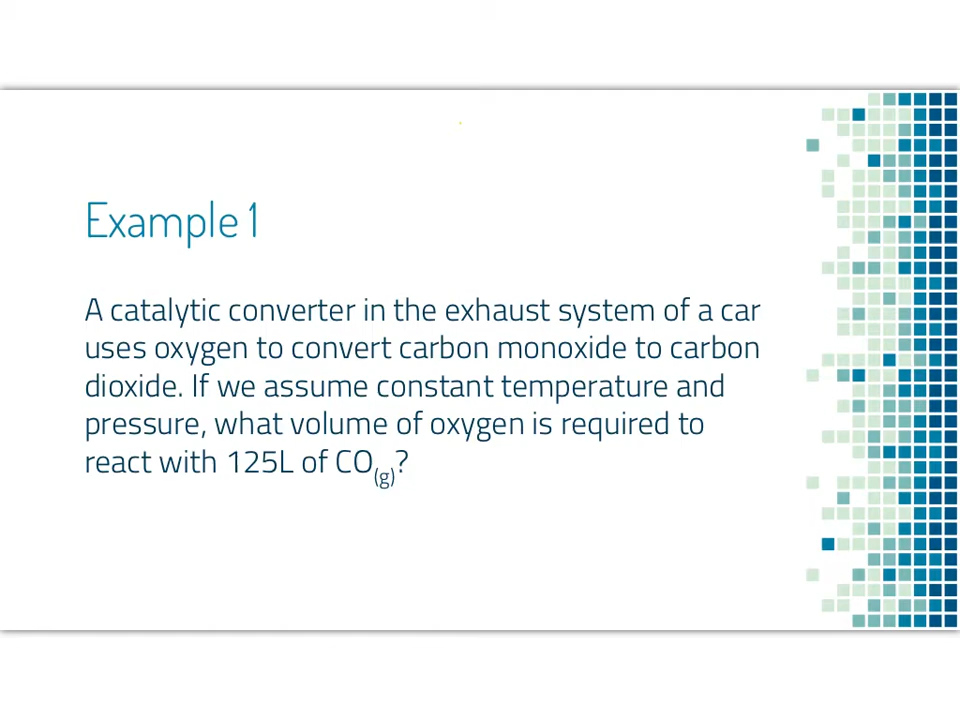 Example 1
A catalytic converter in the exhaust system of a car
uses oxygen to convert carbon monoxide to carbon
dioxide. If we assume constant temperature and
pressure, what volume of oxygen is required to
react with 125L of CO(g)?